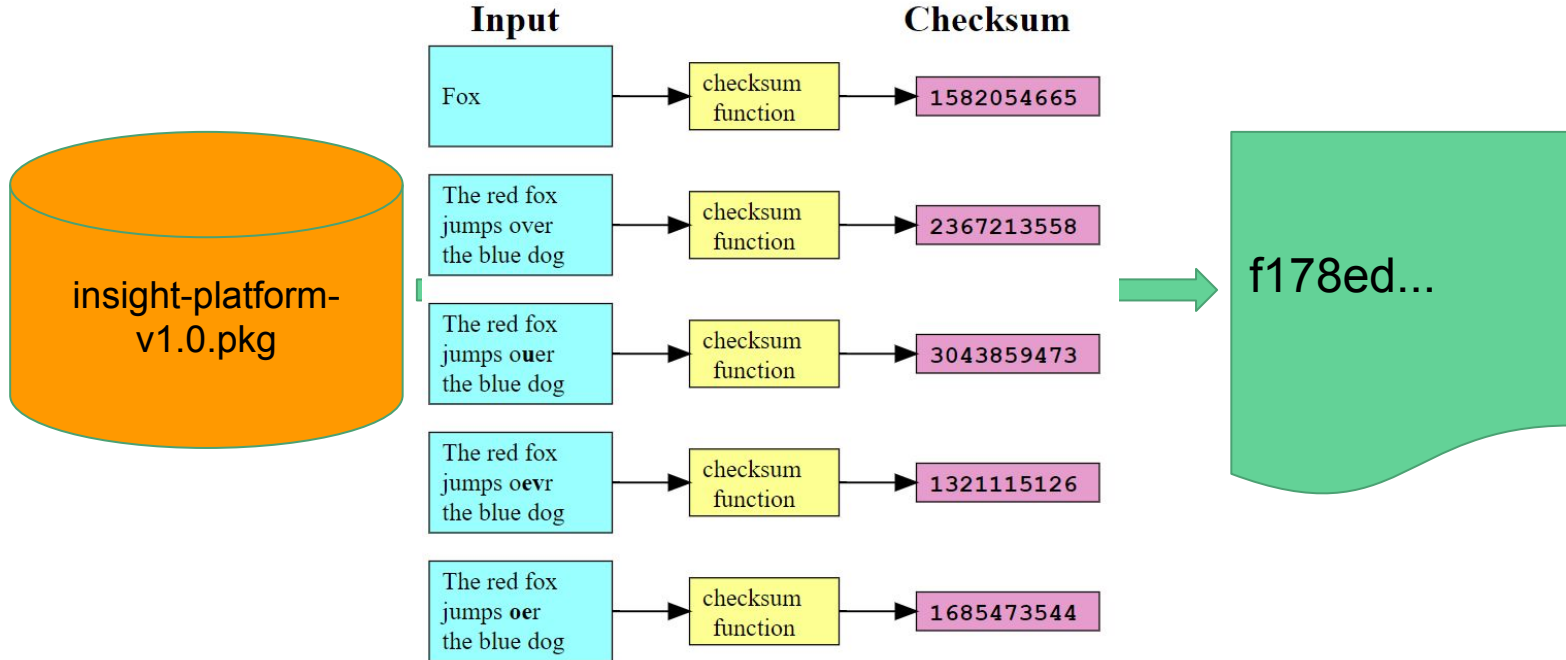 Input
Checksum
Fox
checksum
function
1582054665
The red fox
jumps over
the blue dog
checksum
function
2367213558
The red fox
jumps ouer
the blue dog
checksum
function
3043859473
The red fox
jumps oevr
the blue dog
checksum
function
1321115126
The red fox
jumps oer
the blue dog
checksum
function
1685473544
insight-platform-
v1.0.pkg
f178ed...